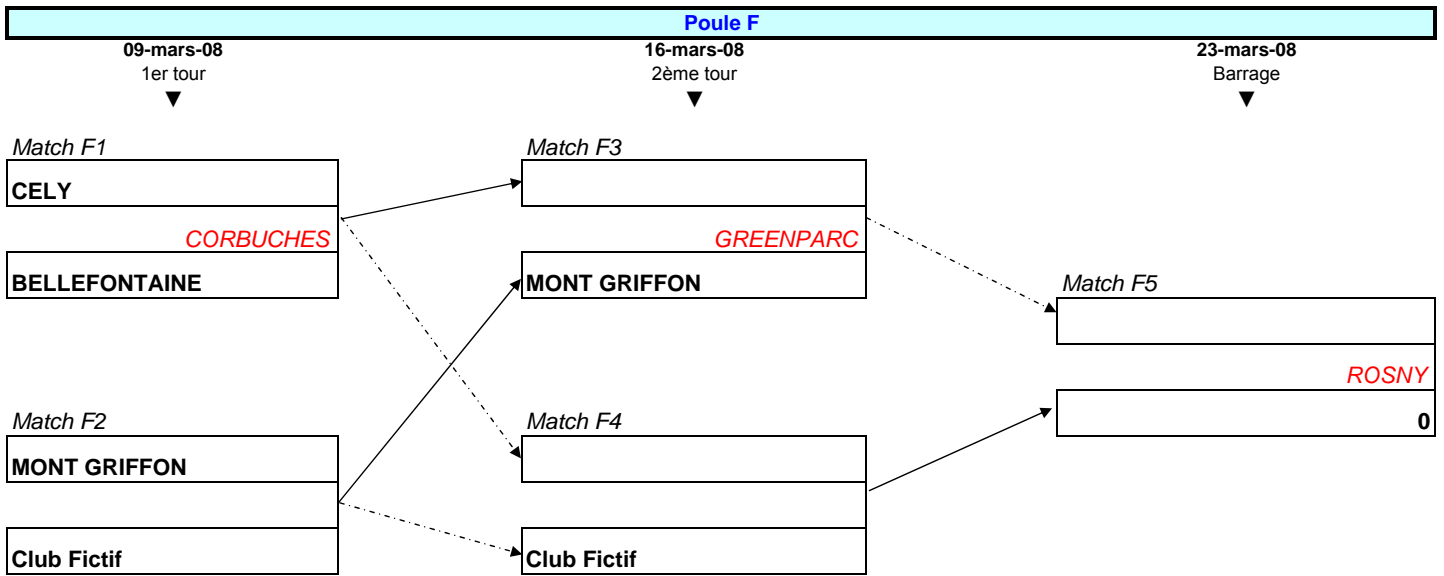 Poule F
09-mars-08
1er tour
▼
16-mars-08
2ème tour
▼
23-mars-08
Barrage
▼
Match F1
CELY
CORBUCHES
BELLEFONTAINE
Match F2
MONT GRIFFON
Club Fictif
Match F3
GREENPARC
MONT GRIFFON
Match F4
Club Fictif
Match F5
ROSNY
0